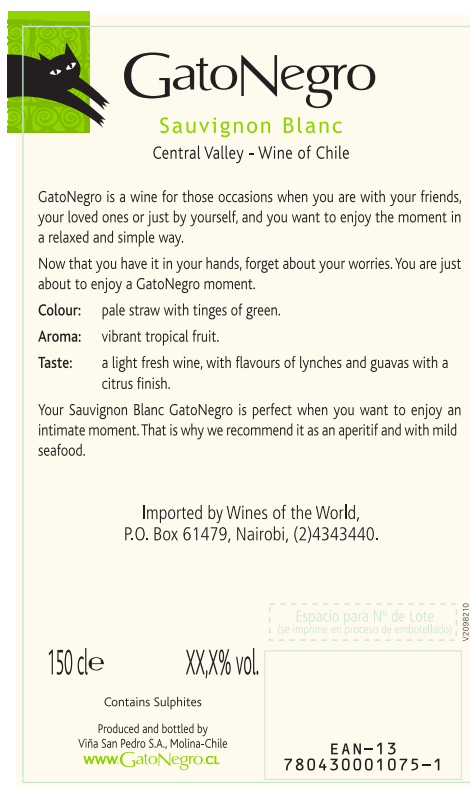 GatoNegro
Sauvignon Blanc
Central Valley - Wine of Chile
GatoNegro is a wine for those occasions when you are with your friends,
your loved ones or just by yourself, and you want to enjoy the moment in
a relaxed and simple way.
Now that you have it in your hands, forget about your worries. You are just
about to enjoy a GatoNegro moment.
Colour: pale straw with tinges of green.
Aroma: vibrant tropical fruit.
Taste: a light fresh wine, with flavours of lynches and guavas with a
citrus finish.
Your Sauvignon Blanc GatoNegro is perfect when you want to enjoy an
intimate moment. That is why we recommend it as an aperitif and with mild
seafood.
Imported by Wines of the World,
P.O. Box 61479, Nairobi, (2)4343440.
Espacio para Nº de Lote
(se imprime en proceso de embotellado)
V2098210
150 cl℮
XX,X% vol.
Contains Sulphites
Produced and bottled by
Viña San Pedro S.A., Molina-Chile
www.GatoNegro.CL
EAN-13
780430001075-1